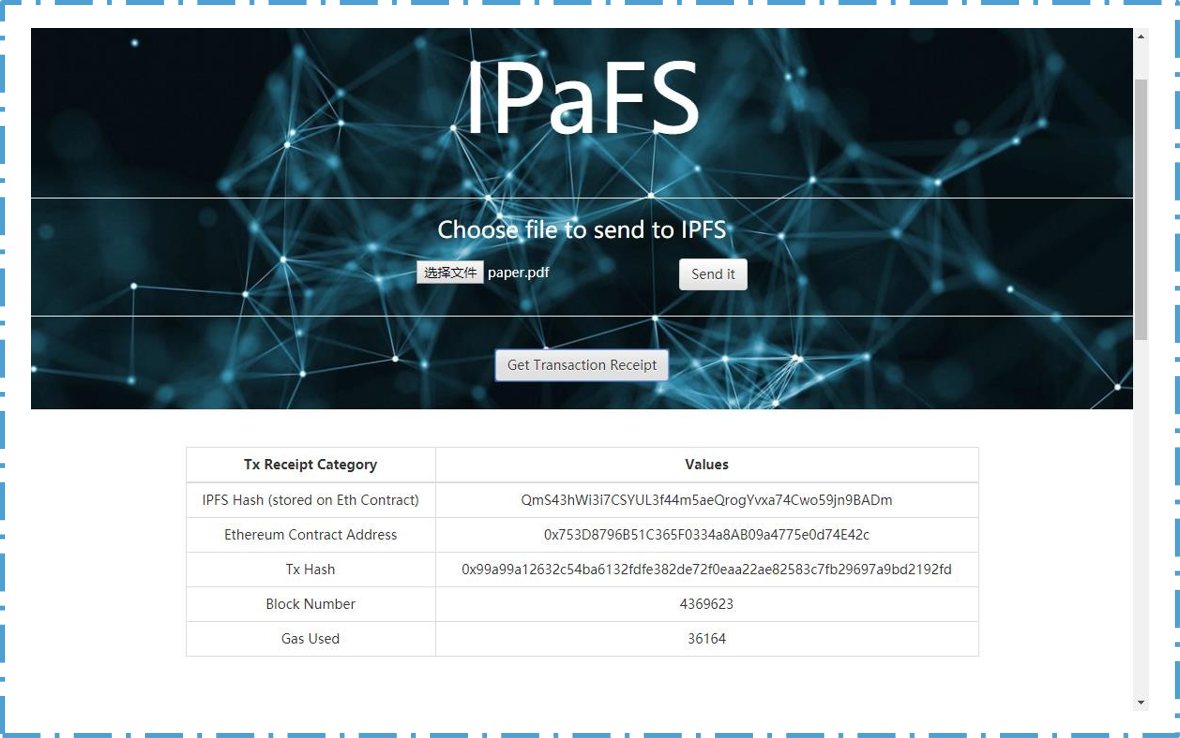 IPaFS
Choose file to send to IPFS
选择文件 paper.pdf Send it
Get Transaction Receipt
Tx Receipt Category Values
IPFS Hash (stored on Eth Contract) QmS43hWi3i7CSYUL3f44m5aeQrogYvxa74Cwo59jn9BADm
Ethereum Contract Address 0x753D8796B51C365F0334a8AB09a4775e0d74E42c
Tx Hash 0x99a99a12632c54ba6132fdfe382de72f0eaa22ae82583c7fb29697a9bd2192fd
Block Number 4369623
Gas Used 36164